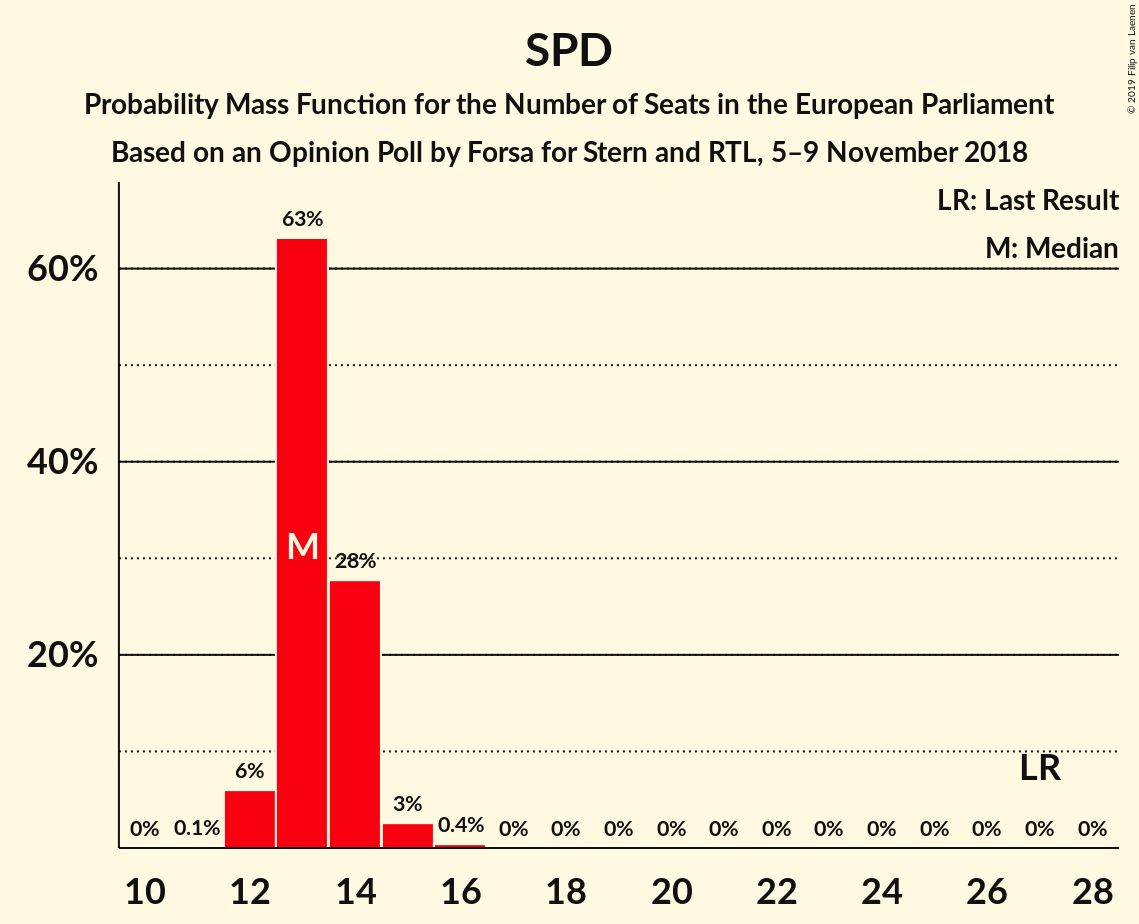 SPD
Probability Mass Function for the Number of Seats in the European Parliament
Based on an Opinion Poll by Forsa for Stern and RTL, 5–9 November 2018
© 2019 Filip van Laenen
LR: Last Result
M: Median
60%
40%
20%
0%
0.1%
6%
63%
M
28%
3%
0.4%
0%
0%
0%
0%
0%
0%
0%
0%
0%
0%
LR
0%
0%
10 12 14 16 18 20 22 24 26 28